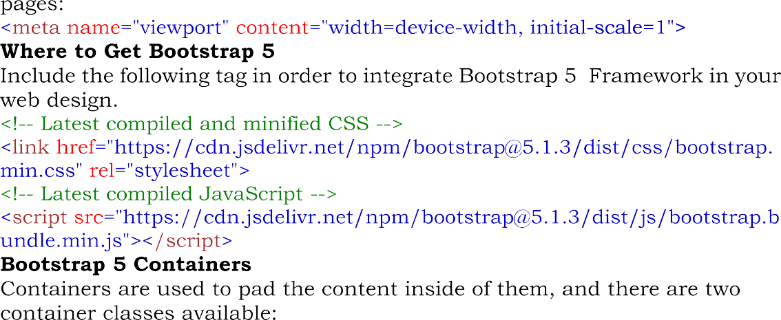 pages:
<meta name="viewport" content="width=device-width, initial-scale=1">
Where to Get Bootstrap 5
Include the following tag in order to integrate Bootstrap 5  Framework in your
web design.
<!-- Latest compiled and minified CSS -->
<link href="https://cdn.jsdelivr.net/npm/bootstrap@5.1.3/dist/css/bootstrap.
min.css" rel="stylesheet">
<!-- Latest compiled JavaScript -->
<script src="https://cdn.jsdelivr.net/npm/bootstrap@5.1.3/dist/js/bootstrap.b
undle.min.js"></script>
Bootstrap 5 Containers
Containers are used to pad the content inside of them, and there are two
container classes available: